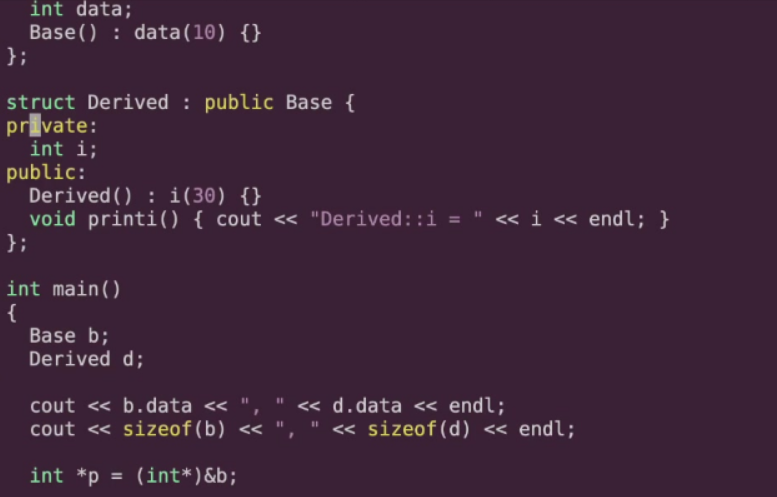 int data;
Base() : data(10) {}
};
struct Derived : public Base {
private:
int i;
public:
Derived() : i(30) {}
void printi() { cout << "Derived::i = " << i << endl; }
};
int main()
{
Base b;
Derived d;
cout << b.data << ", " << d.data << endl;
cout << sizeof(b) << ", " << sizeof(d) << endl;
int *p = (int*)&b;